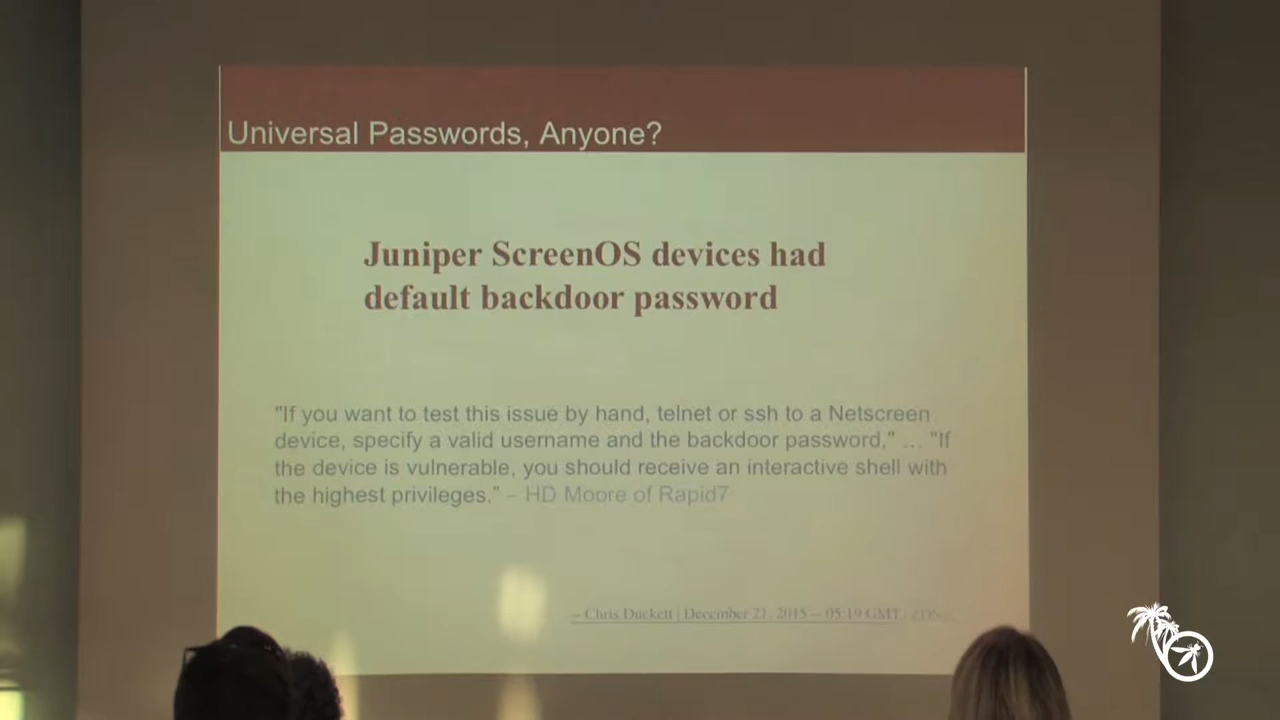 Universal Passwords, Anyone?
Juniper ScreenOS devices had
default backdoor password
"If you want to test this issue by hand, telnet or ssh to a Netscreen
device, specify a valid username and the backdoor password," ... "If
the device is vulnerable, you should receive an interactive shell with
the highest privileges." – HD Moore of Rapid7
– Chris Duckett | December 21, 2015 – 05:19 GMT